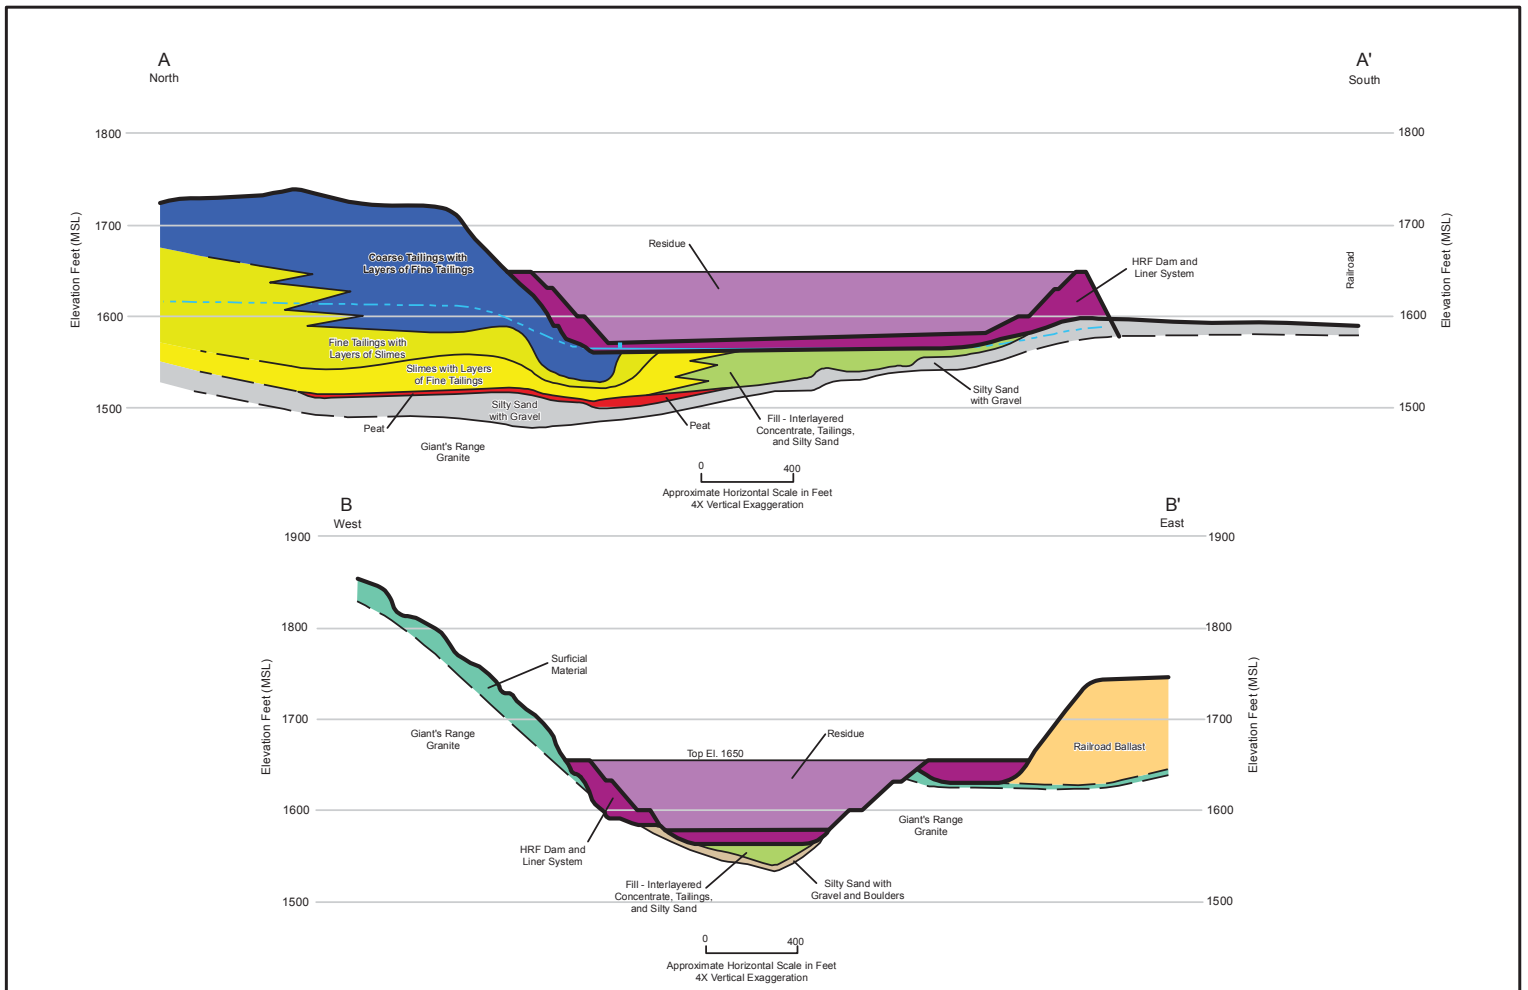 A
North
A'
South
1800
1800
1700
1700
1600
1600
1500
1500
Elevation Feet (MSL)
Elevation Feet (MSL)
Railroad
Residue
HRF Dam and
Liner System
Coarse Tailings with
Layers of Fine Tailings
Fine Tailings with
Layers of Slimes
Slimes with Layers
of Fine Tailings
Silty Sand
with Gravel
Silty Sand
with Gravel
Peat
Peat
Fill - Interlayered
Concentrate, Tailings,
and Silty Sand
Giant's Range
Granite
0
400
Approximate Horizontal Scale in Feet
4X Vertical Exaggeration
B
West
B'
East
1900
1900
1800
1800
1700
1700
1600
1600
1500
1500
Elevation Feet (MSL)
Elevation Feet (MSL)
Surficial
Material
Giant's Range
Granite
Top El. 1650
Residue
Railroad Ballast
Giant's Range
Granite
HRF Dam and
Liner System
Fill - Interlayered
Concentrate, Tailings,
and Silty Sand
Silty Sand with
Gravel and Boulders
0
400
Approximate Horizontal Scale in Feet
4X Vertical Exaggeration